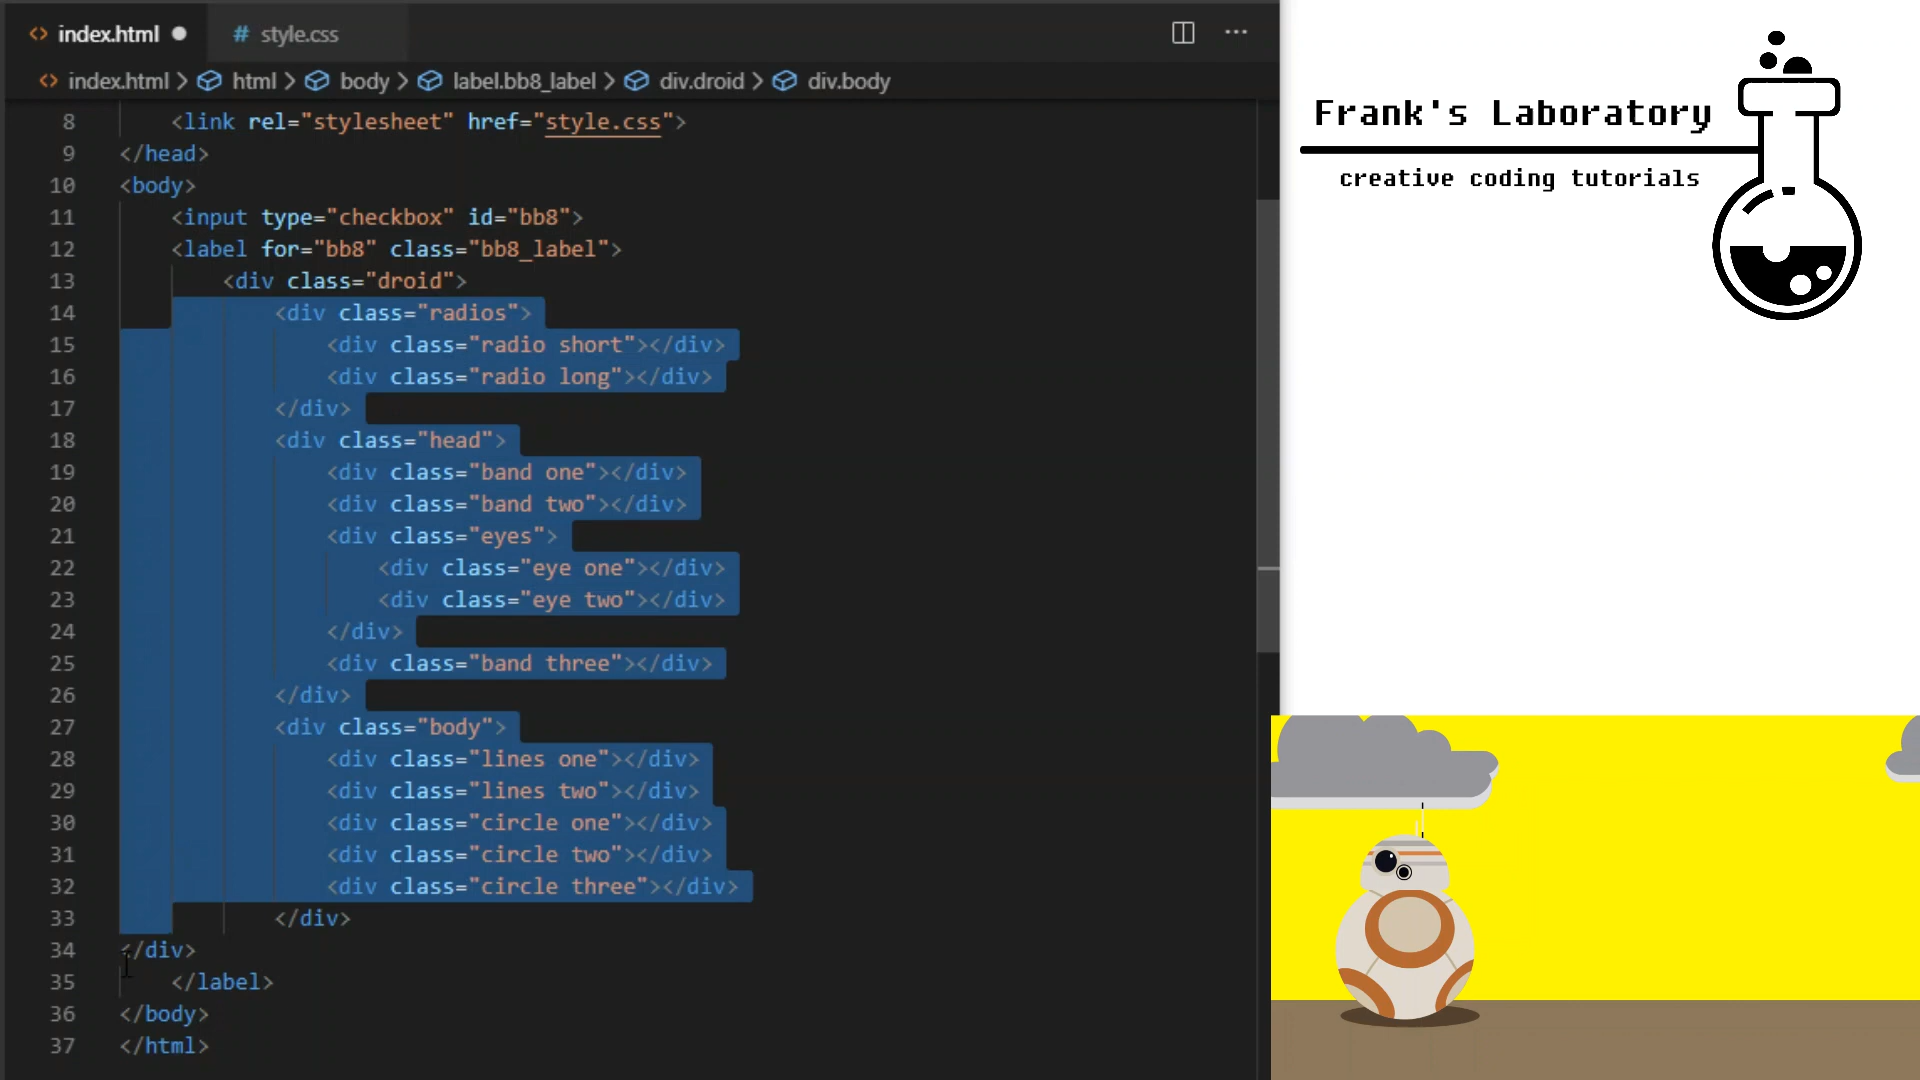 index.html
style.css
index.html > html > body > label.bb8_label > div.droid > div.body
8 <link rel="stylesheet" href="style.css">
9 </head>
10 <body>
11 <input type="checkbox" id="bb8">
12 <label for="bb8" class="bb8_label">
13 <div class="droid">
14 <div class="radios">
15 <div class="radio short"></div>
16 <div class="radio long"></div>
17 </div>
18 <div class="head">
19 <div class="band one"></div>
20 <div class="band two"></div>
21 <div class="eyes">
22 <div class="eye one"></div>
23 <div class="eye two"></div>
24 </div>
25 <div class="band three"></div>
26 </div>
27 <div class="body">
28 <div class="lines one"></div>
29 <div class="lines two"></div>
30 <div class="circle one"></div>
31 <div class="circle two"></div>
32 <div class="circle three"></div>
33 </div>
34 </div>
35 </label>
36 </body>
37 </html>
Frank's Laboratory
creative coding tutorials